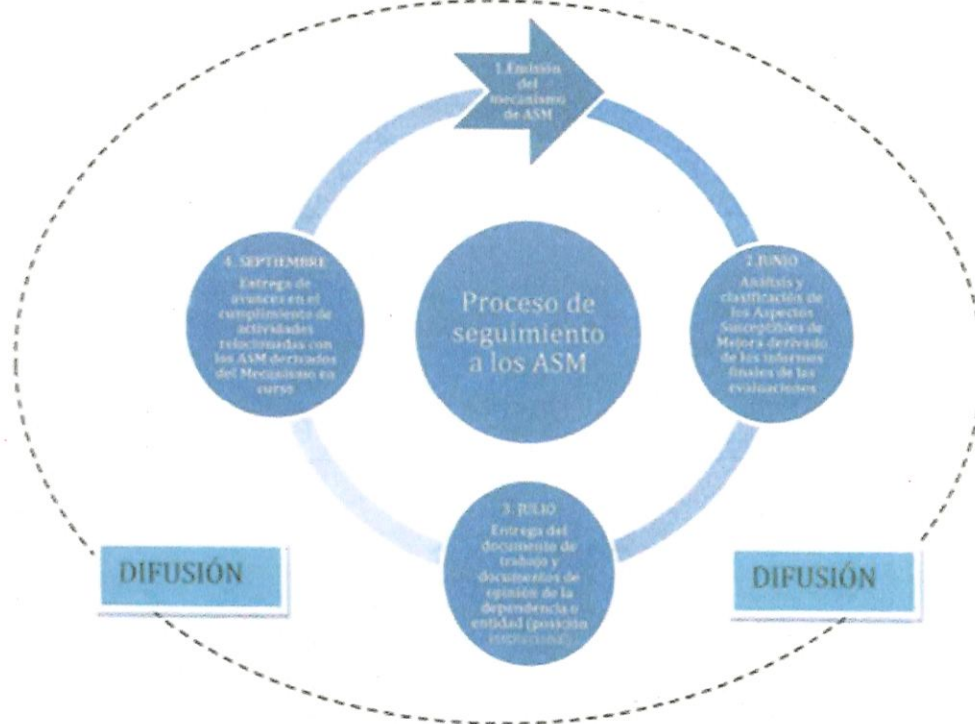 1.Emisión
del
mecanismo
de ASM
2.JUNIO
Análisis y
clasificación de
los Aspectos
Susceptibles de
Mejora derivado
de los informes
finales de las
evaluaciones
3. JULIO
Entrega del
documento de
trabajo y
documentos de
opinión de la
dependencia o
entidad (posición
4. SEPTIEMBRE
Entrega de
avances en el
cumplimiento de
actividades
relacionadas con
los ASM derivados
del Mecanismo en
curso
Proceso de
seguimiento
a los ASM
DIFUSIÓN
DIFUSIÓN